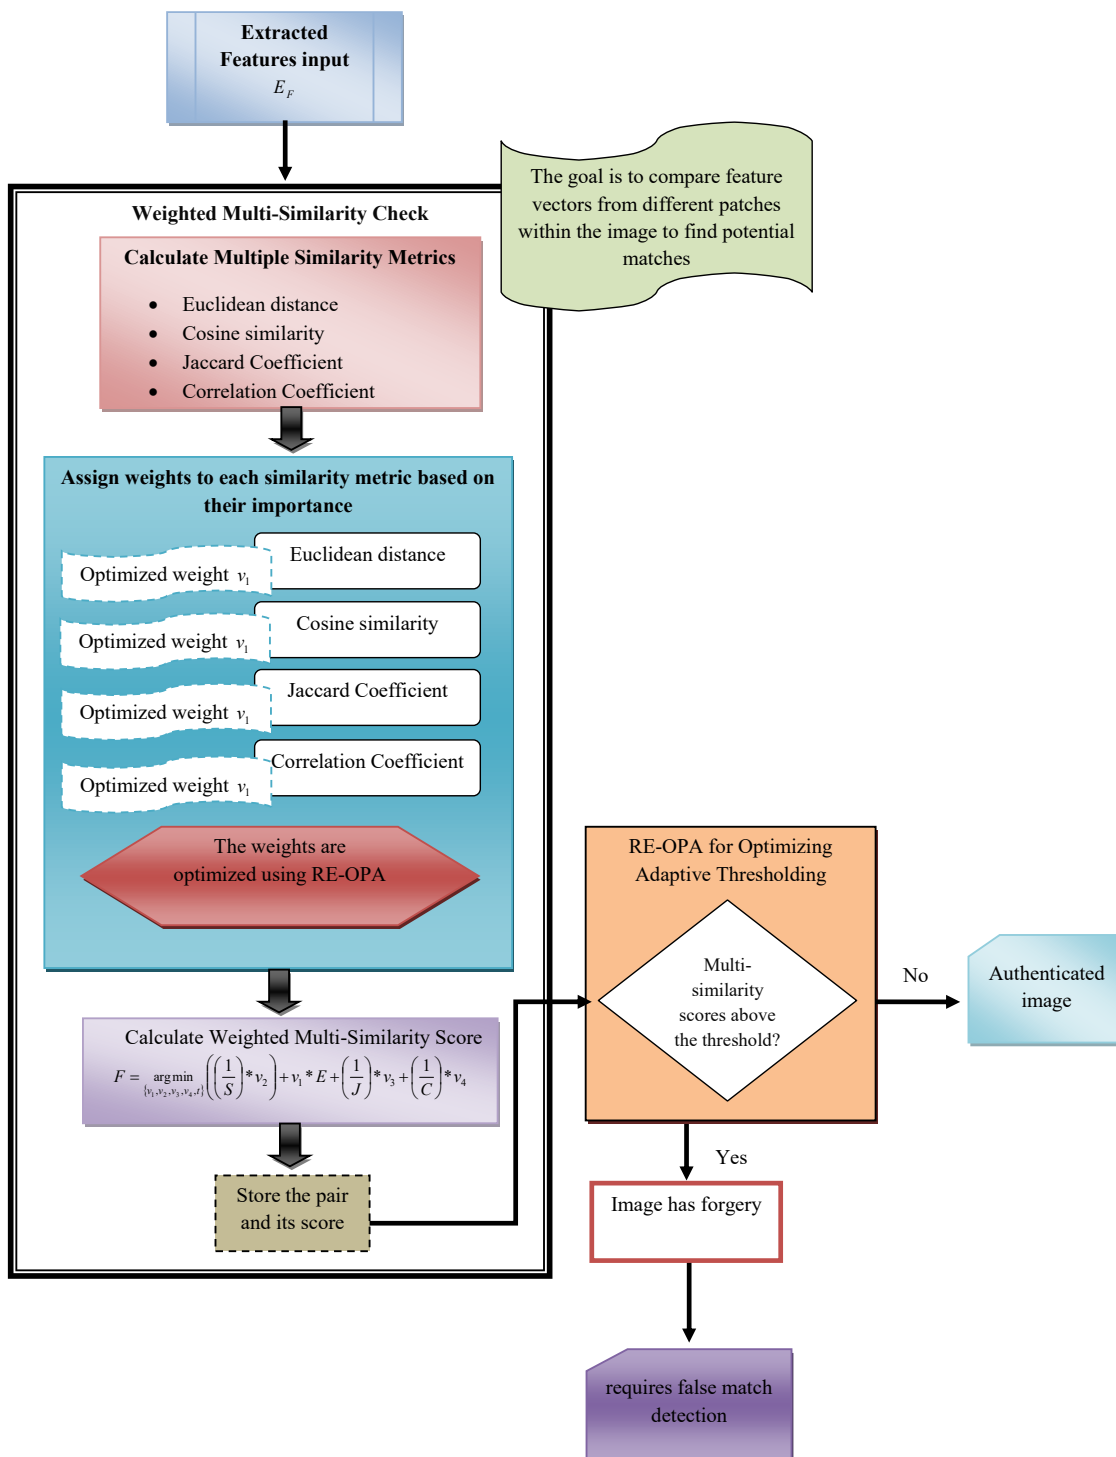 Extracted
Features input
E_F
The goal is to compare feature
vectors from different patches
within the image to find potential
matches
Weighted Multi-Similarity Check
Calculate Multiple Similarity Metrics
• Euclidean distance
• Cosine similarity
• Jaccard Coefficient
• Correlation Coefficient
Assign weights to each similarity metric based on
their importance
Euclidean distance
Optimized weight v₁
Cosine similarity
Optimized weight v₁
Jaccard Coefficient
Optimized weight v₁
Correlation Coefficient
Optimized weight v₁
The weights are
optimized using RE-OPA
Calculate Weighted Multi-Similarity Score
F = arg min_{v₁,v₂,v₃,v₄,t} ((1/S) * v₂) + v₁ * E + (1/J) * v₃ + (1/C) * v₄
Store the pair
and its score
RE-OPA for Optimizing
Adaptive Thresholding
Multi-
similarity
scores above
the threshold?
No
Authenticated
image
Yes
Image has forgery
requires false match
detection